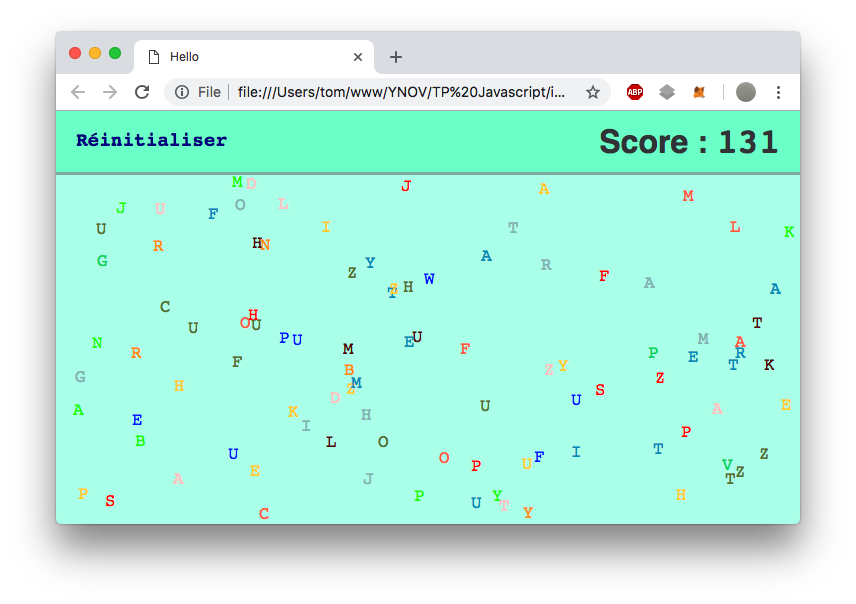 Hello
File file:///Users/tom/www/YNOV/TP%20Javascript/i...
ABP
Réinitialiser Score : 131
M D J A
J U F O L M
U I T L K
R H N
G Y A R
Z F A
T Z H W A
C
O H U T
U
N P U E U M A
R M F P E R
F T K
G B Z Y Z
H Z M S
D U
A K H U A E
E I P
B L O
U O F I T Z
E P U V
A J T Z
P S P Y H
U T
C Y